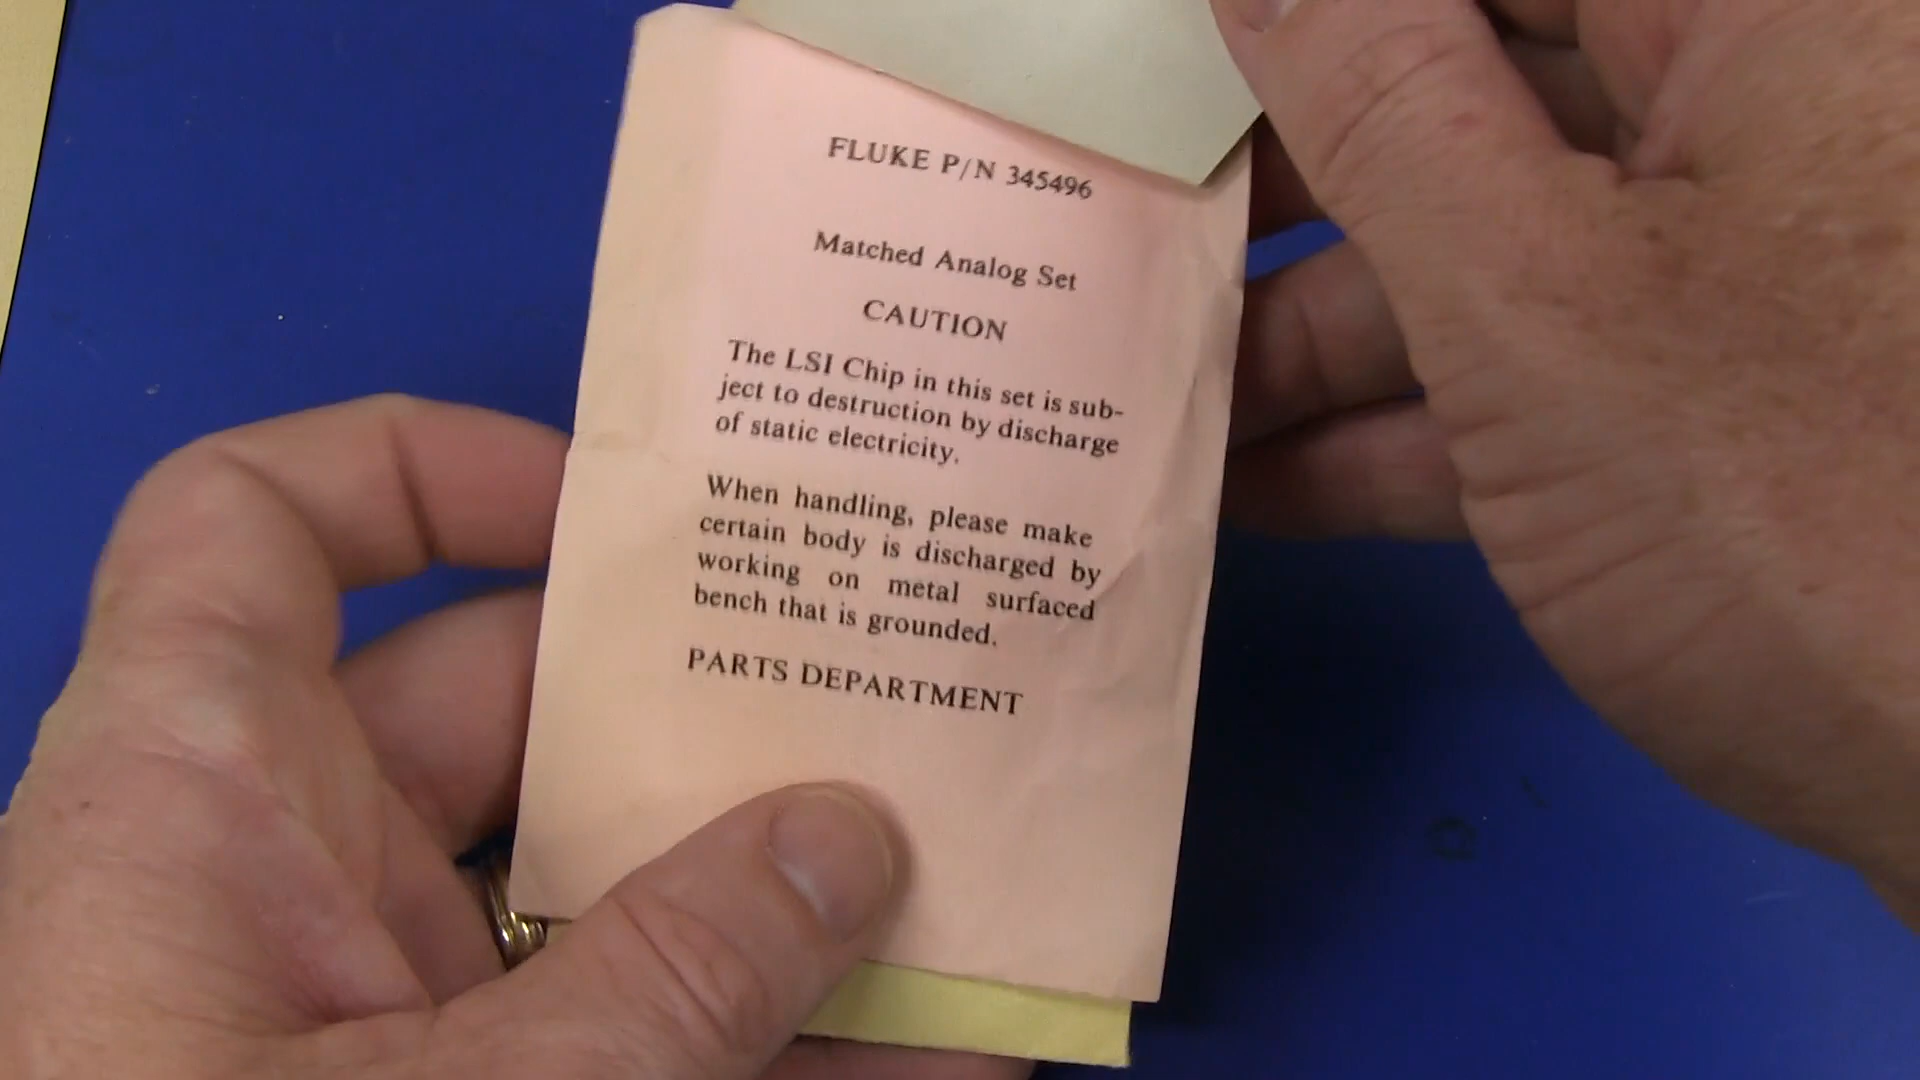 FLUKE P/N 345496
Matched Analog Set
CAUTION
The LSI Chip in this set is sub-
ject to destruction by discharge
of static electricity.
When handling, please make
certain body is discharged by
working on metal surfaced
bench that is grounded.
PARTS DEPARTMENT